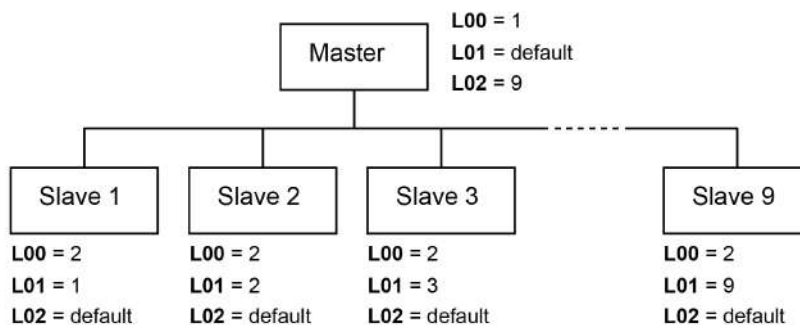 Master
L00 = 1
L01 = default
L02 = 9
Slave 1
L00 = 2
L01 = 1
L02 = default
Slave 2
L00 = 2
L01 = 2
L02 = default
Slave 3
L00 = 2
L01 = 3
L02 = default
Slave 9
L00 = 2
L01 = 9
L02 = default